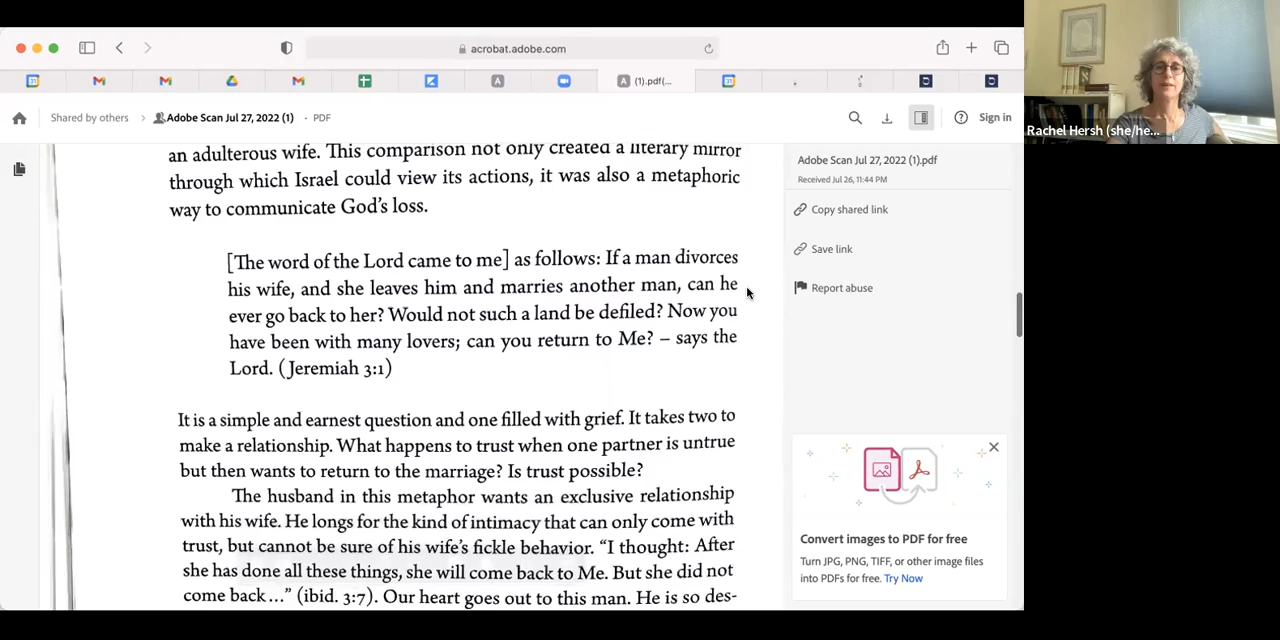 acrobat.adobe.com
(1).pdf(...
Shared by others
Adobe Scan Jul 27, 2022 (1)
PDF
Sign in
Rachel Hersh (she/he...
an adulterous wife. This comparison not only created a literary mirror
through which Israel could view its actions, it was also a metaphoric
way to communicate God's loss.
[The word of the Lord came to me] as follows: If a man divorces
his wife, and she leaves him and marries another man, can he
ever go back to her? Would not such a land be defiled? Now you
have been with many lovers; can you return to Me? – says the
Lord. (Jeremiah 3:1)
It is a simple and earnest question and one filled with grief. It takes two to
make a relationship. What happens to trust when one partner is untrue
but then wants to return to the marriage? Is trust possible?
The husband in this metaphor wants an exclusive relationship
with his wife. He longs for the kind of intimacy that can only come with
trust, but cannot be sure of his wife's fickle behavior. "I thought: After
she has done all these things, she will come back to Me. But she did not
come back..." (ibid. 3:7). Our heart goes out to this man. He is so des-
Adobe Scan Jul 27, 2022 (1).pdf
Received Jul 26, 11:44 PM
Copy shared link
Save link
Report abuse
Convert images to PDF for free
Turn JPG, PNG, TIFF, or other image files
into PDFs for free. Try Now